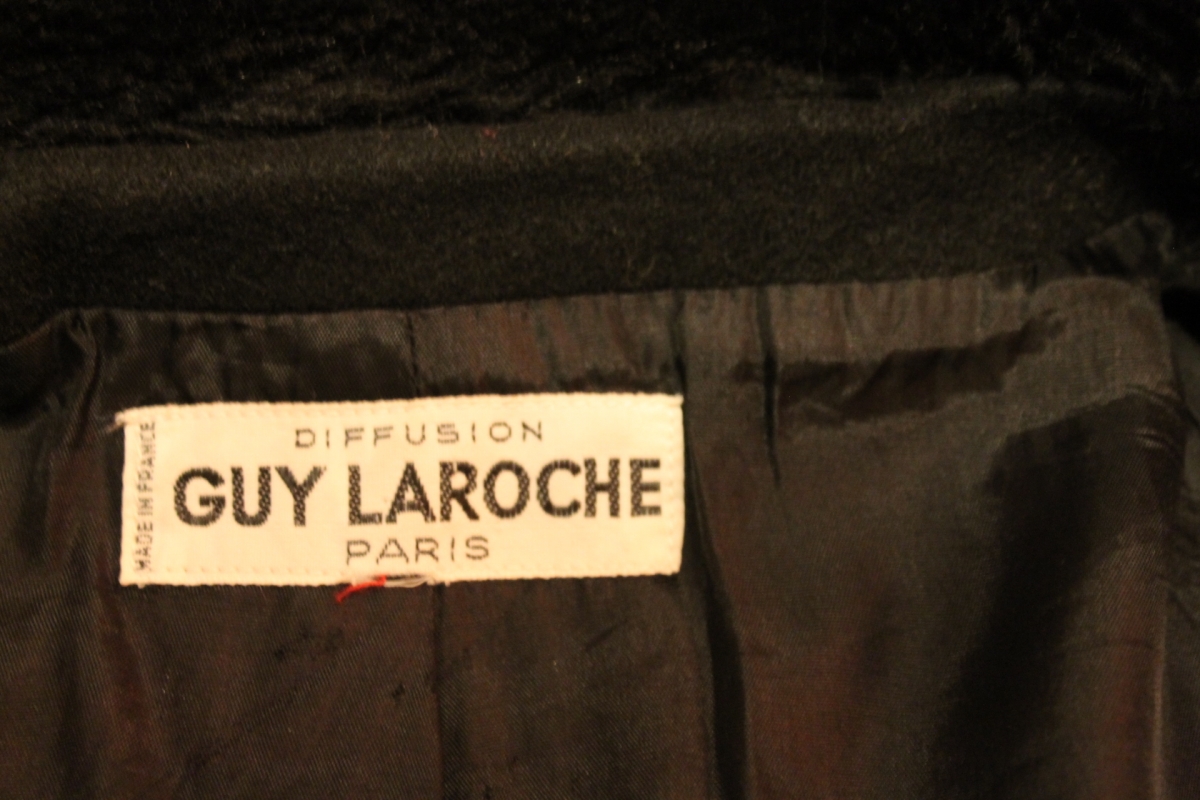 DIFFUSION
GUY LAROCHE
PARIS
MADE IN FRANCE